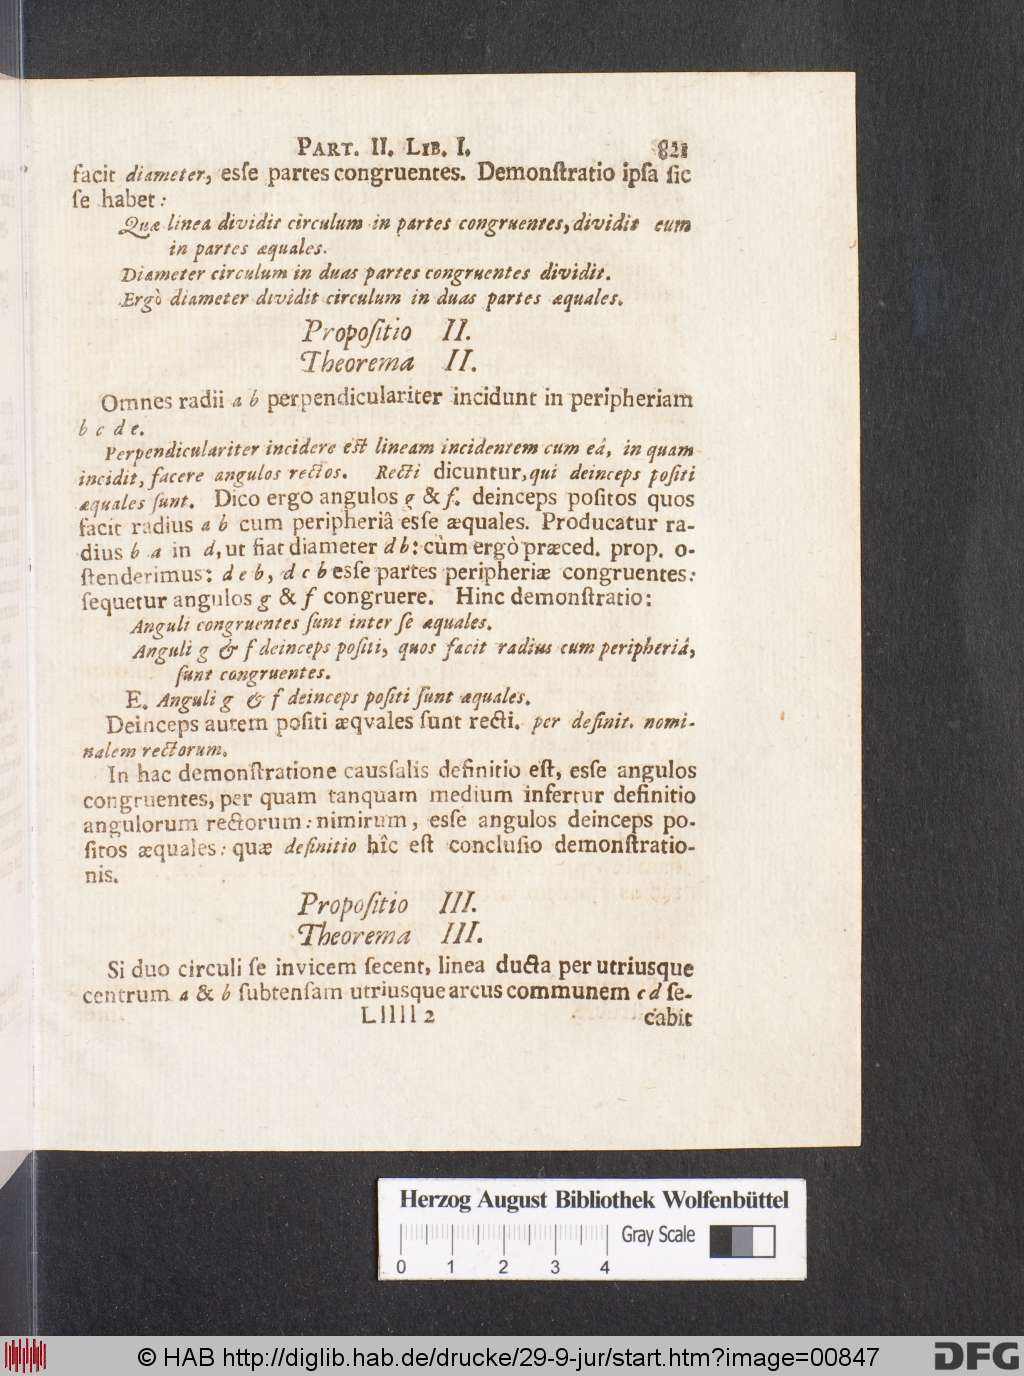 PART. II. LIB. I. 821
facit diameter, esſe partes congruentes. Demonſtratio ipſa ſic
ſe habet:
Quæ linea dividit circulum in partes congruentes, dividit eum
in partes æquales.
Diameter circulum in duas partes congruentes dividit.
Ergò diameter dividit circulum in duas partes æquales.
Propoſitio II.
Theorema II.
Omnes radii a b perpendiculariter incidunt in peripheriam
b c d e.
Perpendiculariter incidere eſt lineam incidentem cum eâ, in quam
incidit, facere angulos rectos. Recti dicuntur, qui deinceps poſiti
æquales ſunt. Dico ergo angulos g & f. deinceps poſitos quos
facit radius a b cum peripheriâ esſe æquales. Producatur ra-
dius b a in d, ut fiat diameter d b: cùm ergò præced. prop. o-
ſtenderimus: d e b, d c b esſe partes peripheriæ congruentes:
ſequetur angulos g & f congruere. Hinc demonſtratio:
Anguli congruentes ſunt inter ſe æquales.
Anguli g & f deinceps poſiti, quos facit radius cum peripheriâ,
ſunt congruentes.
E. Anguli g & f deinceps poſiti ſunt æquales.
Deinceps autem poſiti æqvales ſunt recti. per definit. nomi-
nalem rectorum.
In hac demonſtratione causſalis definitio eſt, esſe angulos
congruentes, per quam tanquam medium infertur definitio
angulorum rectorum: nimirum, esſe angulos deinceps po-
ſitos æquales: quæ definitio hîc eſt concluſio demonſtratio-
nis.
Propoſitio III.
Theorema III.
Si duo circuli ſe invicem ſecent, linea ducta per utriusque
centrum a & b ſubtenſam utriusque arcus communem c d ſe-
Lllll 2 cabit
Herzog August Bibliothek Wolfenbüttel
Gray Scale
0 1 2 3 4
© HAB http://diglib.hab.de/drucke/29-9-jur/start.htm?image=00847
DFG